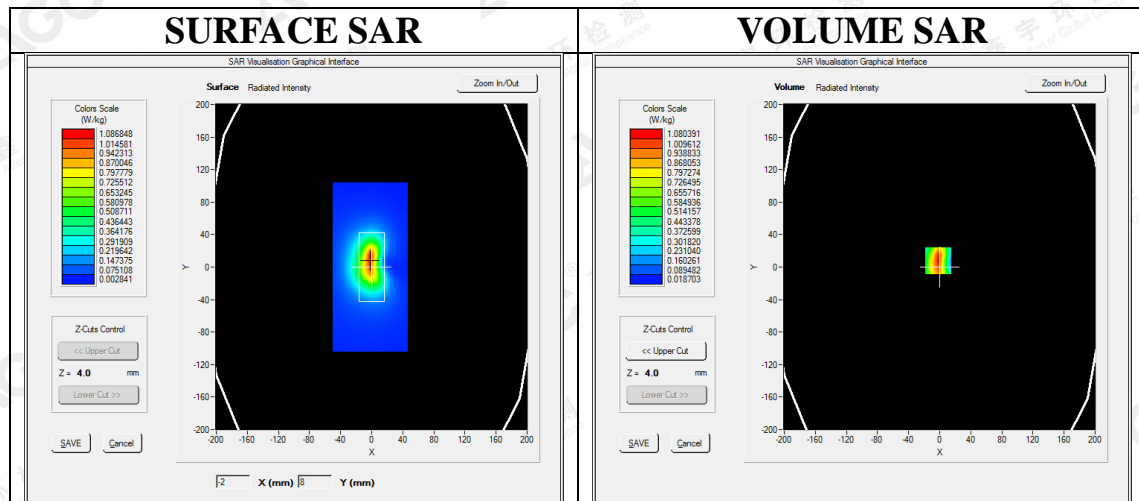 SURFACE SAR
SAR Visualisation Graphical Interface
Surface Radiated Intensity
Zoom In/Out
Colors Scale
(W/kg)
1.086848
1.014581
0.942313
0.870046
0.797779
0.725512
0.653245
0.580978
0.508711
0.436443
0.364176
0.291909
0.219642
0.147375
0.075108
0.002841
Z-Cuts Control
<< Upper Cut
Z = 4.0 mm
Lower Cut >>
SAVE Cancel
Y
200
160
120
80
40
0
-40
-80
-120
-160
-200
-200 -160 -120 -80 -40 0 40 80 120 160 200
X
-2 X (mm) 8 Y (mm)
VOLUME SAR
SAR Visualisation Graphical Interface
Volume Radiated Intensity
Zoom In/Out
Colors Scale
(W/kg)
1.080391
1.009612
0.938833
0.868053
0.797274
0.726495
0.655716
0.584936
0.514157
0.443378
0.372599
0.301820
0.231040
0.160261
0.089482
0.018703
Z-Cuts Control
<< Upper Cut
Z = 4.0 mm
Lower Cut >>
SAVE Cancel
Y
200
160
120
80
40
0
-40
-80
-120
-160
-200
-200 -160 -120 -80 -40 0 40 80 120 160 200
X